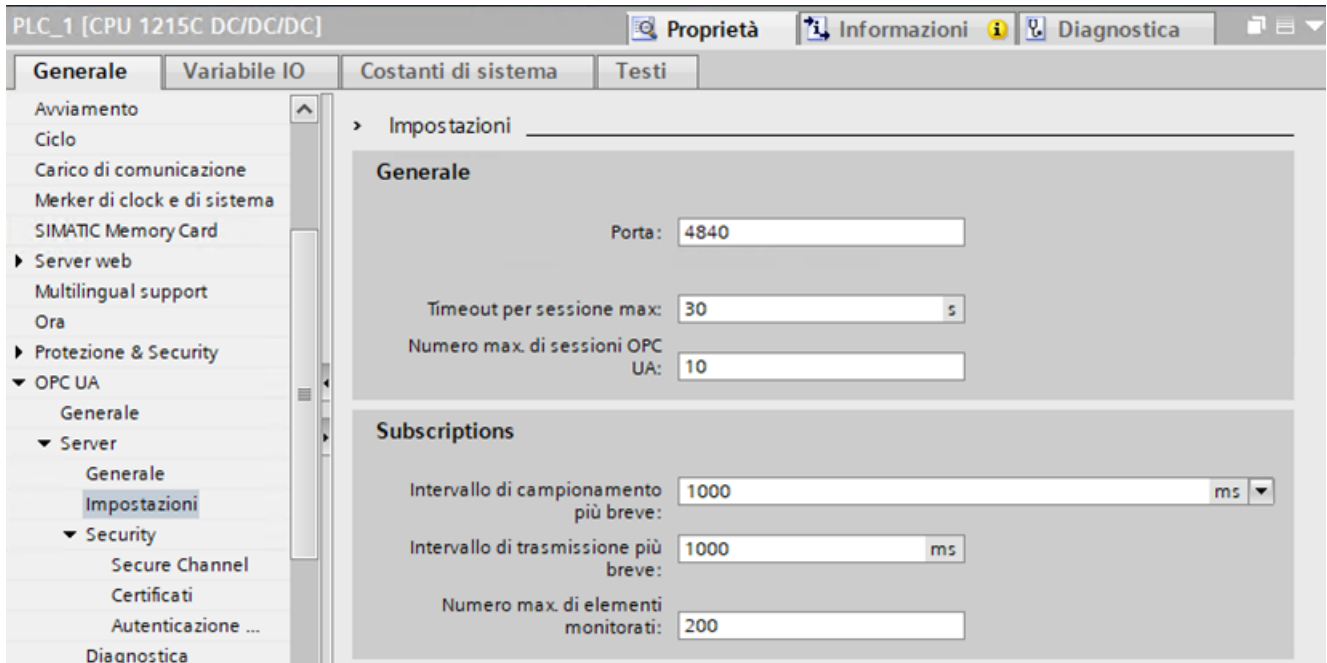 PLC_1 [CPU 1215C DC/DC/DC]
Proprietà
Informazioni
Diagnostica
Generale
Variabile IO
Costanti di sistema
Testi
Avviamento
Ciclo
Carico di comunicazione
Merker di clock e di sistema
SIMATIC Memory Card
Server web
Multilingual support
Ora
Protezione & Security
OPC UA
Generale
Server
Generale
Impostazioni
Security
Secure Channel
Certificati
Autenticazione ...
Diagnostica
Impostazioni
Generale
Porta: 4840
Timeout per sessione max: 30 s
Numero max. di sessioni OPC
UA: 10
Subscriptions
Intervallo di campionamento
più breve: 1000 ms
Intervallo di trasmissione più
breve: 1000 ms
Numero max. di elementi
monitorati: 200